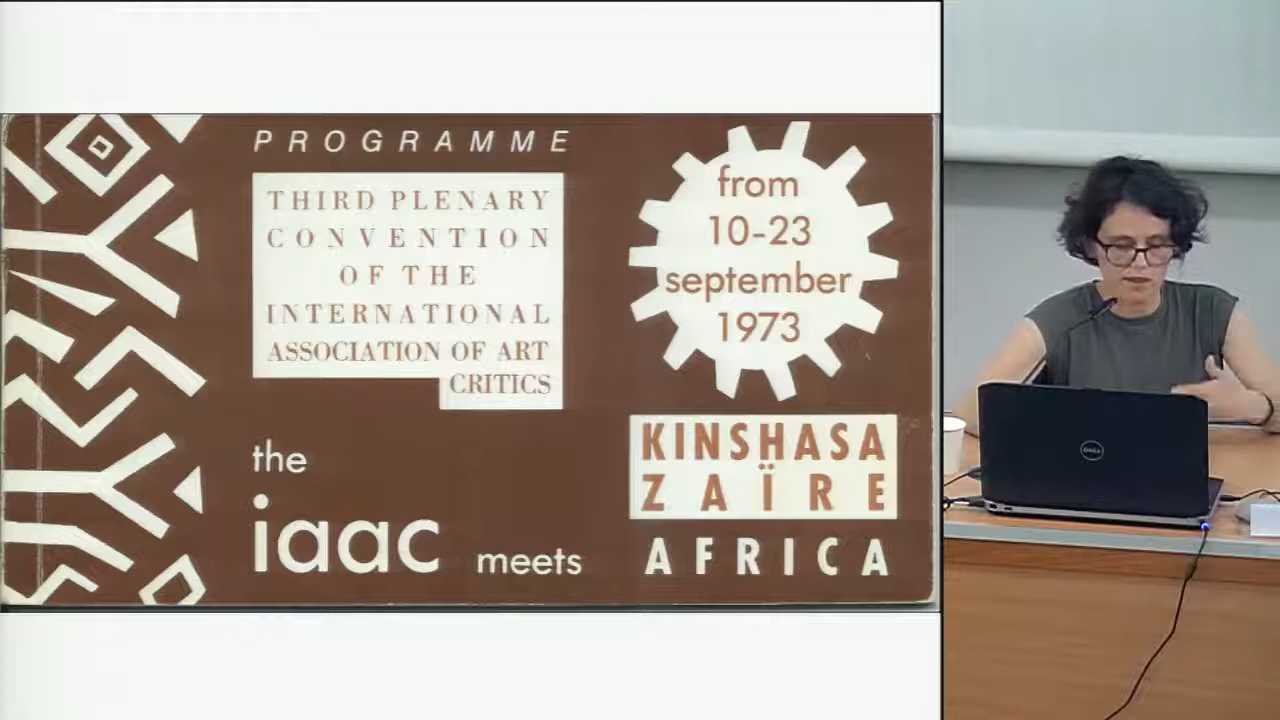 PROGRAMME
THIRD PLENARY
CONVENTION
OF THE
INTERNATIONAL
ASSOCIATION OF ART
CRITICS
from
10-23
september
1973
KINSHASA
ZAÏRE
the
iaac meets
AFRICA
DELL